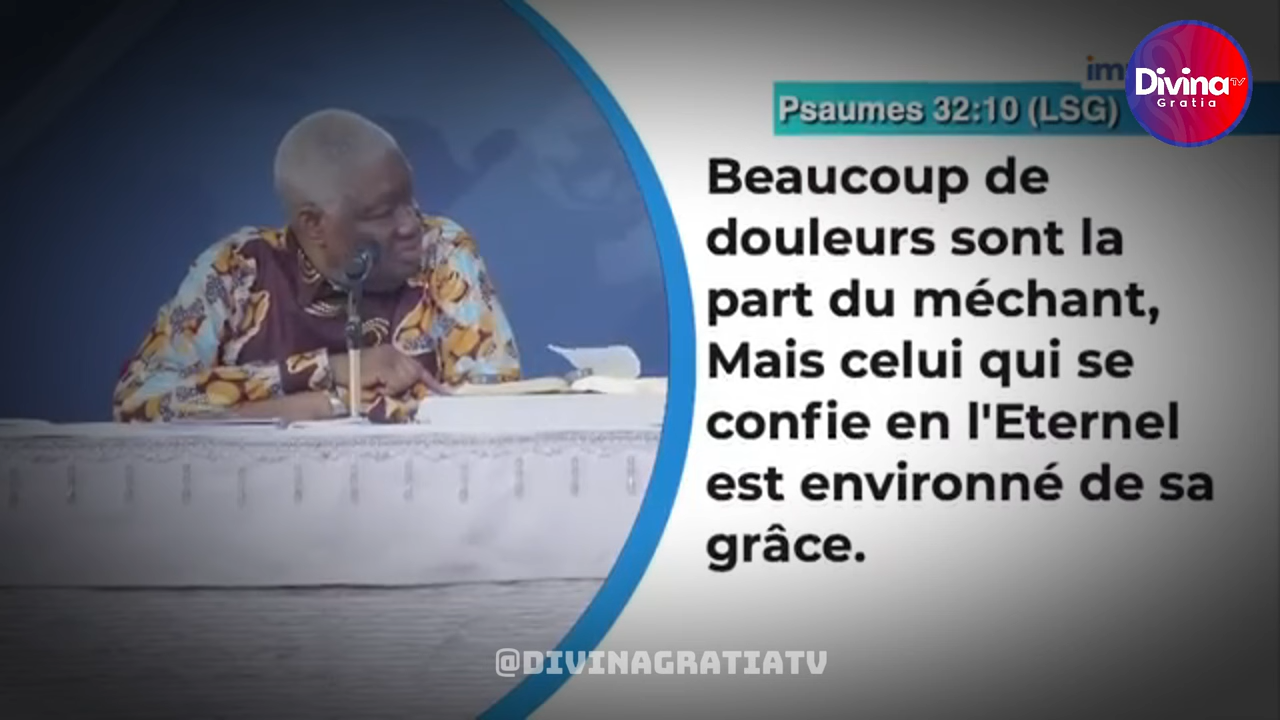 Divina TV
Gratia
Psaumes 32:10 (LSG)
Beaucoup de
douleurs sont la
part du méchant,
Mais celui qui se
confie en l'Eternel
est environné de sa
grâce.
@DIVINAGRATIATV